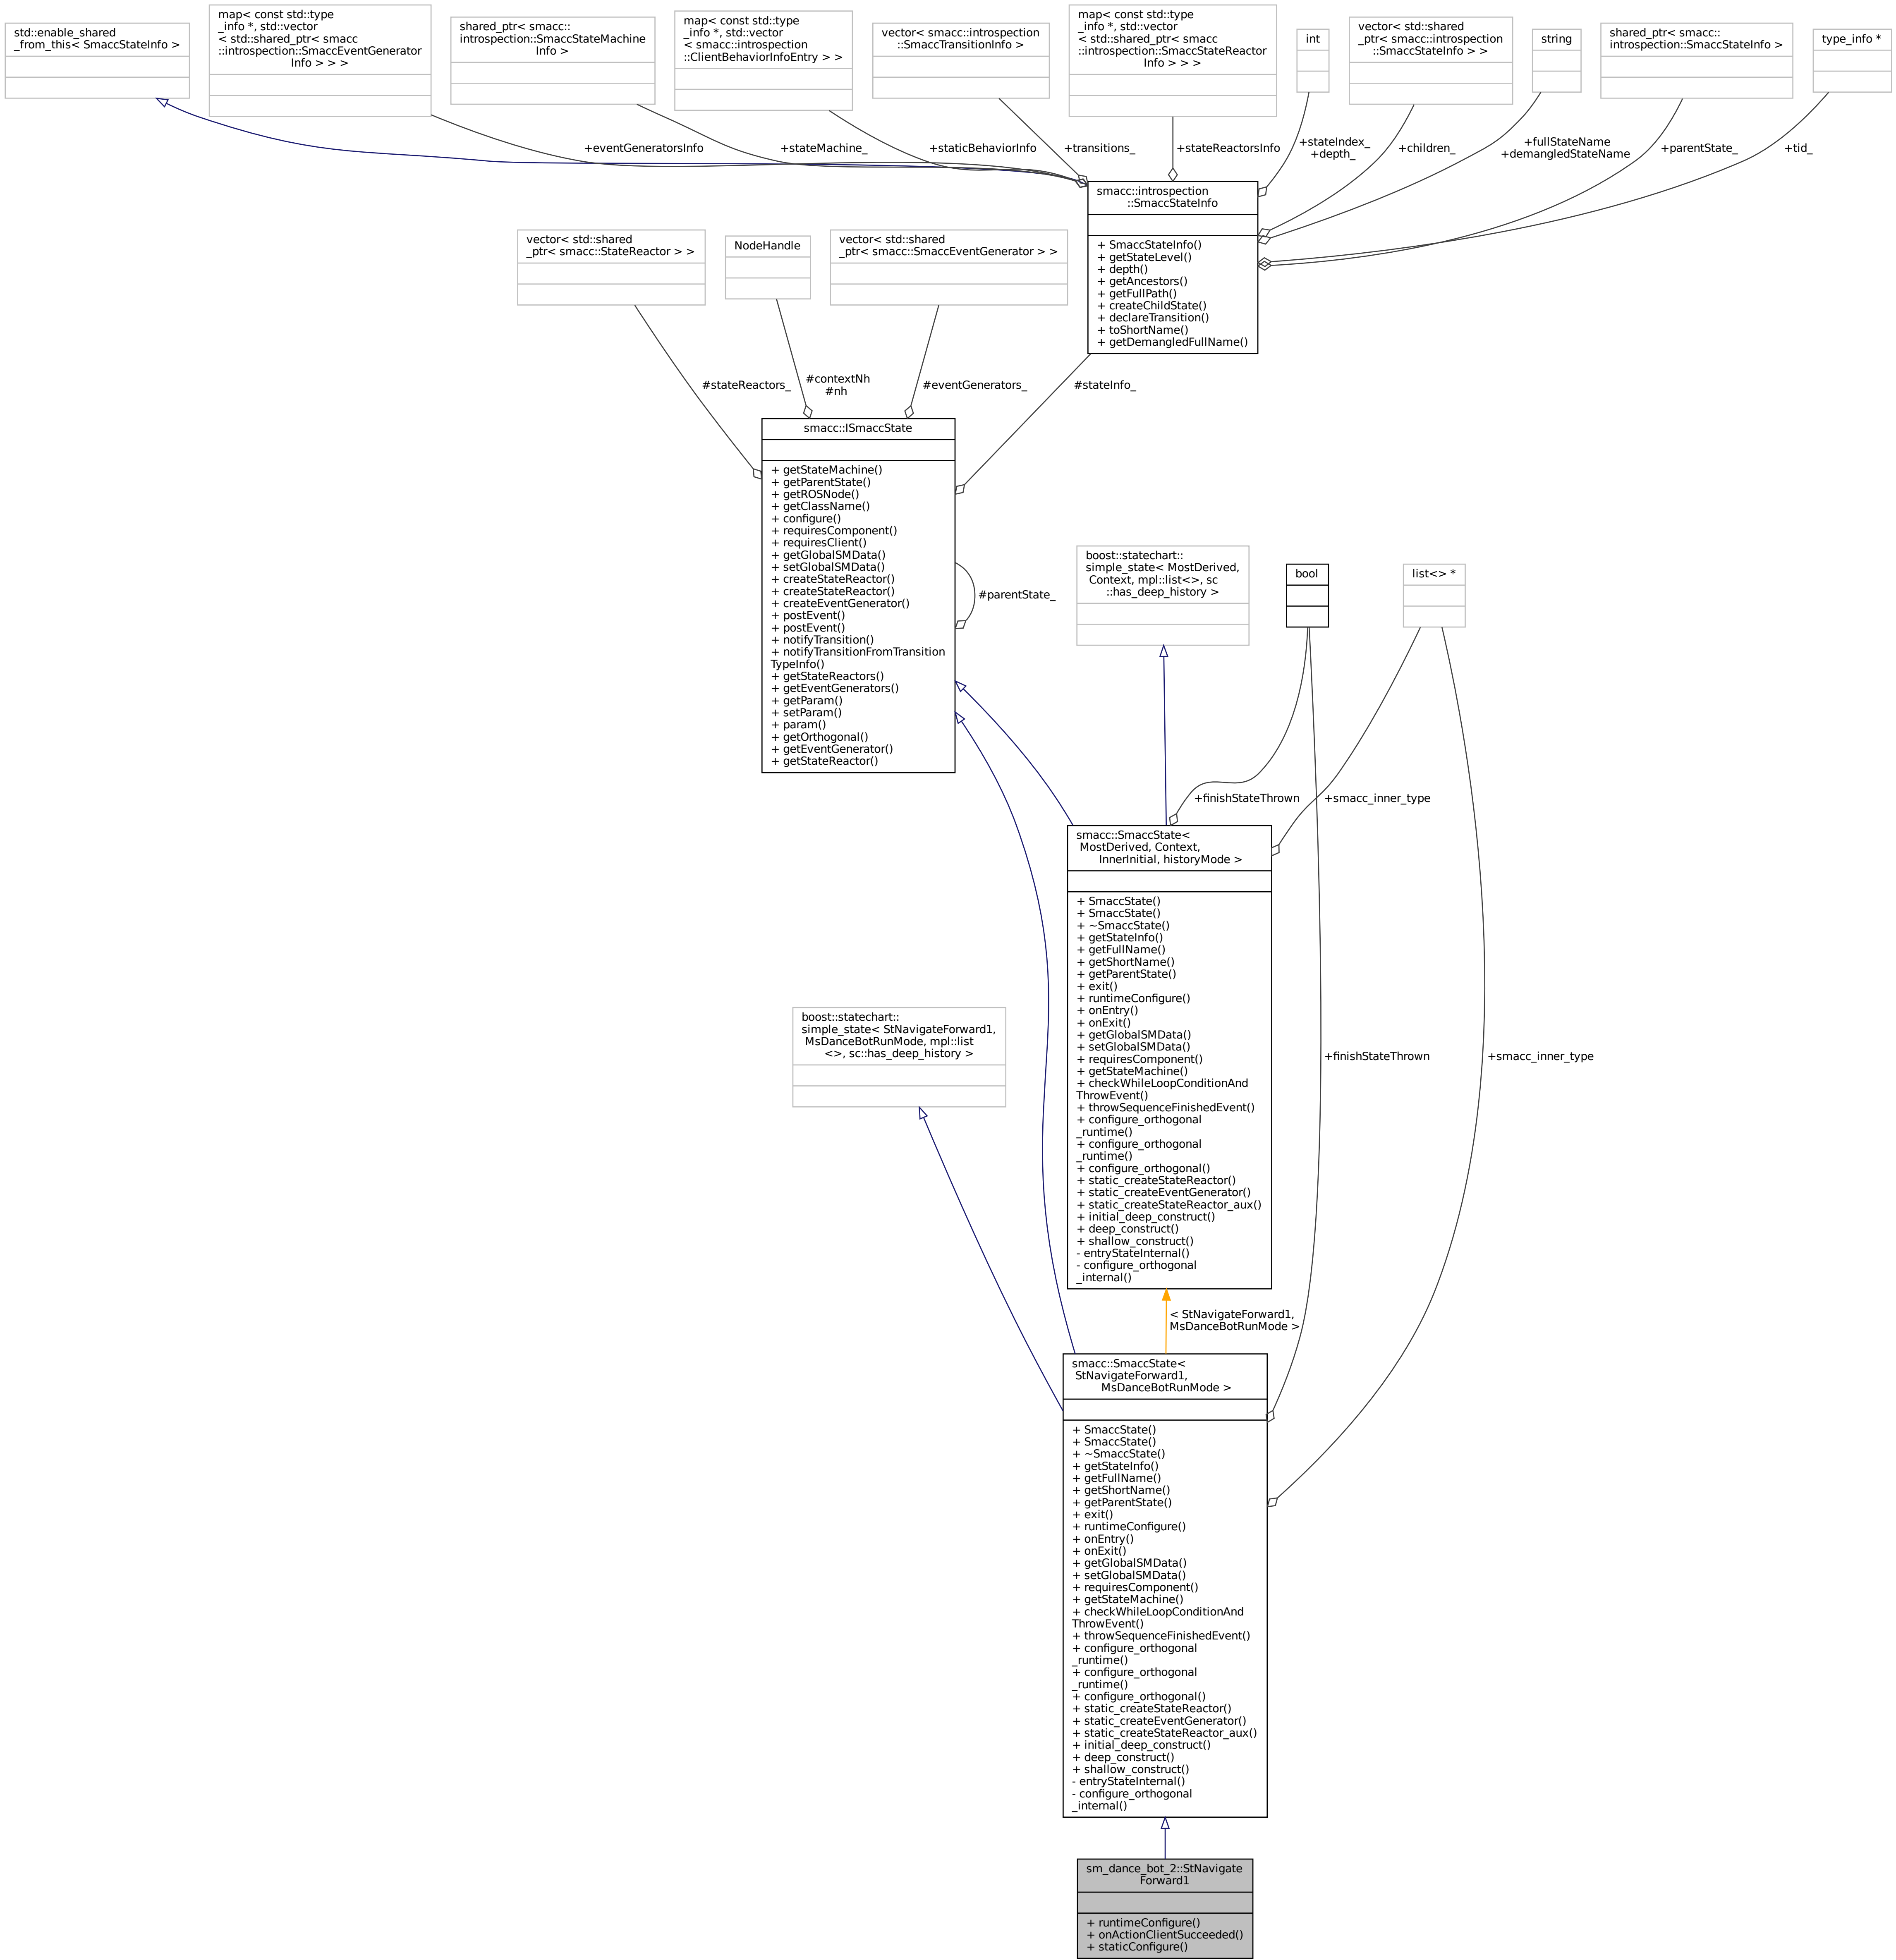 std::enable_shared
_from_this< SmaccStateInfo >
map< const std::type
_info *, std::vector
< std::shared_ptr< smacc
::introspection::SmaccEventGenerator
Info > > >
shared_ptr< smacc::
introspection::SmaccStateMachine
Info >
map< const std::type
_info *, std::vector
< smacc::introspection
::ClientBehaviorInfoEntry > >
vector< smacc::introspection
::SmaccTransitionInfo >
map< const std::type
_info *, std::vector
< std::shared_ptr< smacc
::introspection::SmaccStateReactor
Info > > >
int
vector< std::shared
_ptr< smacc::introspection
::SmaccStateInfo > >
string
shared_ptr< smacc::
introspection::SmaccStateInfo >
type_info *
+eventGeneratorsInfo
+stateMachine_
+staticBehaviorInfo
+transitions_
+stateReactorsInfo
+stateIndex_
+depth_
+children_
+fullStateName
+demangledStateName
+parentState_
+tid_
smacc::introspection
::SmaccStateInfo
+ SmaccStateInfo()
+ getStateLevel()
+ depth()
+ getAncestors()
+ getFullPath()
+ createChildState()
+ declareTransition()
+ toShortName()
+ getDemangledFullName()
vector< std::shared
_ptr< smacc::StateReactor > >
NodeHandle
vector< std::shared
_ptr< smacc::SmaccEventGenerator > >
#stateReactors_
#contextNh
#nh
#eventGenerators_
#stateInfo_
smacc::ISmaccState
+ getStateMachine()
+ getParentState()
+ getROSNode()
+ getClassName()
+ configure()
+ requiresComponent()
+ requiresClient()
+ getGlobalSMData()
+ setGlobalSMData()
+ createStateReactor()
+ createStateReactor()
+ createEventGenerator()
+ postEvent()
+ postEvent()
+ notifyTransition()
+ notifyTransitionFromTransition
TypeInfo()
+ getStateReactors()
+ getEventGenerators()
+ getParam()
+ setParam()
+ param()
+ getOrthogonal()
+ getEventGenerator()
+ getStateReactor()
#parentState_
boost::statechart::
simple_state< MostDerived,
Context, mpl::list<>, sc
::has_deep_history >
bool
list<> *
+finishStateThrown
+smacc_inner_type
smacc::SmaccState<
MostDerived, Context,
InnerInitial, historyMode >
+ SmaccState()
+ SmaccState()
+ ~SmaccState()
+ getStateInfo()
+ getFullName()
+ getShortName()
+ getParentState()
+ exit()
+ runtimeConfigure()
+ onEntry()
+ onExit()
+ getGlobalSMData()
+ setGlobalSMData()
+ requiresComponent()
+ getStateMachine()
+ checkWhileLoopConditionAnd
ThrowEvent()
+ throwSequenceFinishedEvent()
+ configure_orthogonal
_runtime()
+ configure_orthogonal
_runtime()
+ configure_orthogonal()
+ static_createStateReactor()
+ static_createEventGenerator()
+ static_createStateReactor_aux()
+ initial_deep_construct()
+ deep_construct()
+ shallow_construct()
- entryStateInternal()
- configure_orthogonal
_internal()
boost::statechart::
simple_state< StNavigateForward1,
MsDanceBotRunMode, mpl::list
<>, sc::has_deep_history >
+finishStateThrown
+smacc_inner_type
< StNavigateForward1,
MsDanceBotRunMode >
smacc::SmaccState<
StNavigateForward1,
MsDanceBotRunMode >
+ SmaccState()
+ SmaccState()
+ ~SmaccState()
+ getStateInfo()
+ getFullName()
+ getShortName()
+ getParentState()
+ exit()
+ runtimeConfigure()
+ onEntry()
+ onExit()
+ getGlobalSMData()
+ setGlobalSMData()
+ requiresComponent()
+ getStateMachine()
+ checkWhileLoopConditionAnd
ThrowEvent()
+ throwSequenceFinishedEvent()
+ configure_orthogonal
_runtime()
+ configure_orthogonal
_runtime()
+ configure_orthogonal()
+ static_createStateReactor()
+ static_createEventGenerator()
+ static_createStateReactor_aux()
+ initial_deep_construct()
+ deep_construct()
+ shallow_construct()
- entryStateInternal()
- configure_orthogonal
_internal()
sm_dance_bot_2::StNavigate
Forward1
+ runtimeConfigure()
+ onActionClientSucceeded()
+ staticConfigure()